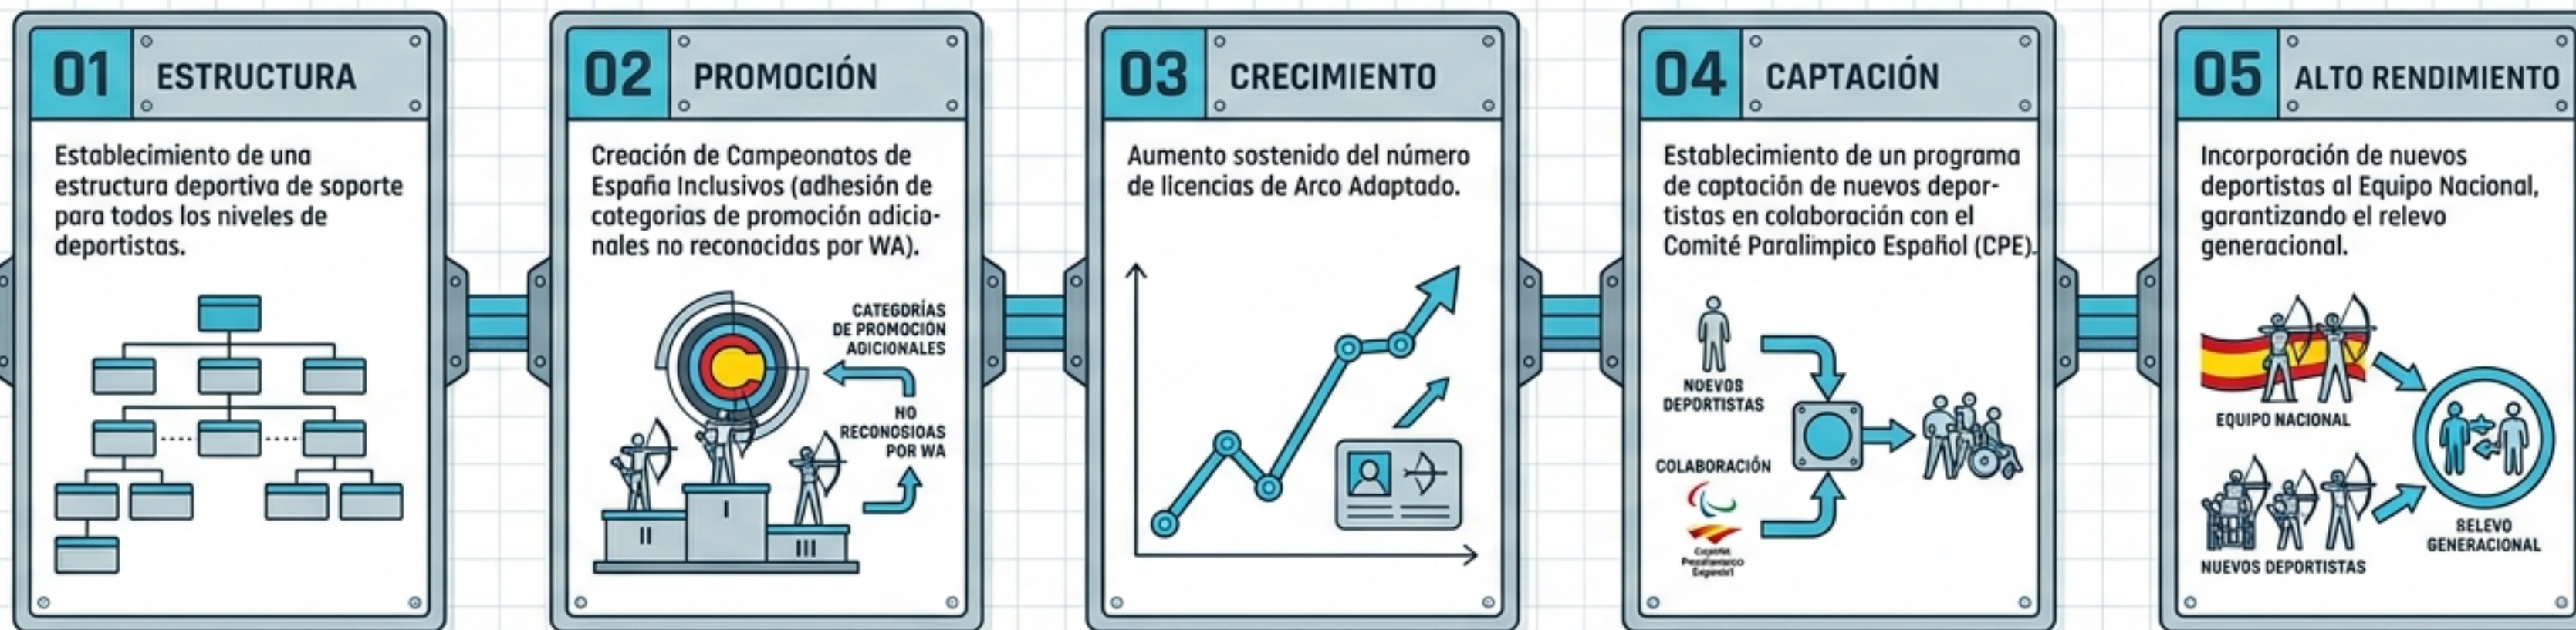 01 ESTRUCTURA
Establecimiento de una
estructura deportiva de soporte
para todos los niveles de
deportistas.
02 PROMOCIÓN
Creación de Campeonatos de
España Inclusivos (adhesión de
categorias de promoción adicio-
nales no reconocidas por WA).
CATEGORÍAS
DE PROMOCIÓN
ADICIONALES
NO
RECONOSIOAS
POR WA
I
II
III
03 CRECIMIENTO
Aumento sostenido del número
de licencias de Arco Adaptado.
04 CAPTACIÓN
Establecimiento de un programa
de captación de nuevos depor-
tistas en colaboración con el
Comité Paralimpico Español (CPE).
NUEVOS
DEPORTISTAS
COLABORACIÓN
05 ALTO RENDIMIENTO
Incorporación de nuevos
deportistas al Equipo Nacional,
garantizando el relevo
generacional.
EQUIPO NACIONAL
NUEVOS DEPORTISTAS
RELEVO
GENERACIONAL